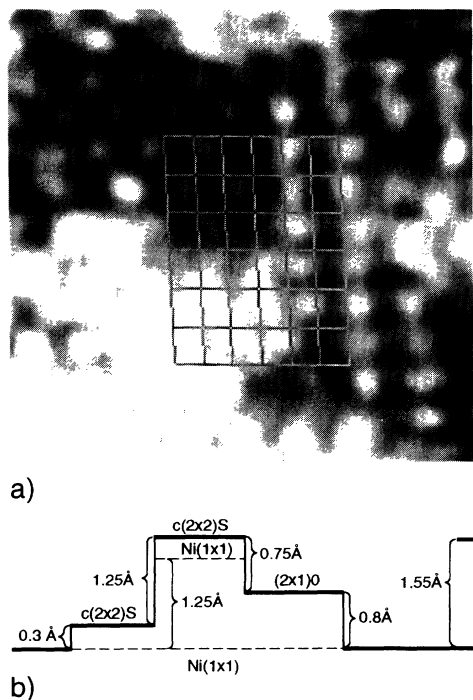 a)
c(2x2)S
Ni(1x1)
0.75Å
1.25Å
1.25Å
(2x1)0
1.55Å
c(2x2)S
0.3 Å
0.8Å
Ni(1x1)
b)